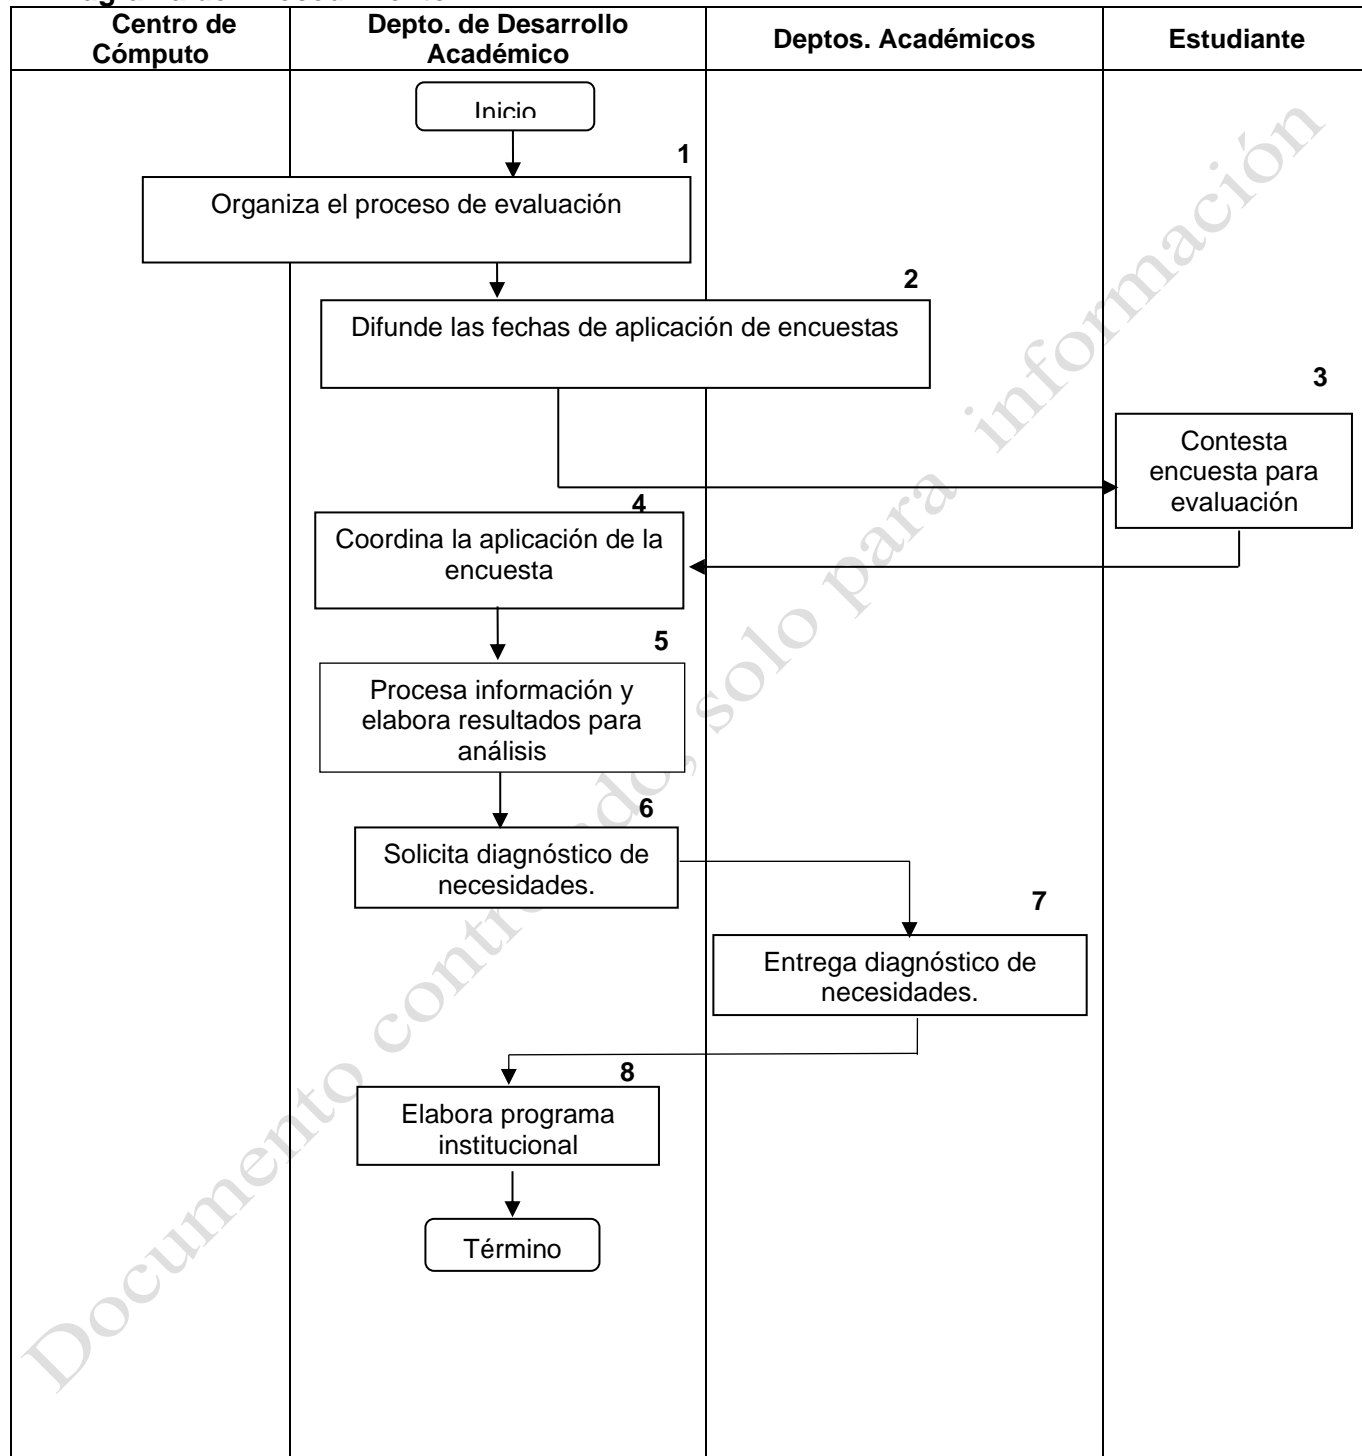 Centro de
Cómputo
Depto. de Desarrollo
Académico
Deptos. Académicos
Estudiante
Inicio
1
Organiza el proceso de evaluación
2
Difunde las fechas de aplicación de encuestas
3
Contesta
encuesta para
evaluación
4
Coordina la aplicación de la
encuesta
5
Procesa información y
elabora resultados para
análisis
6
Solicita diagnóstico de
necesidades.
7
Entrega diagnóstico de
necesidades.
8
Elabora programa
institucional
Término
Documento controlado, solo para información